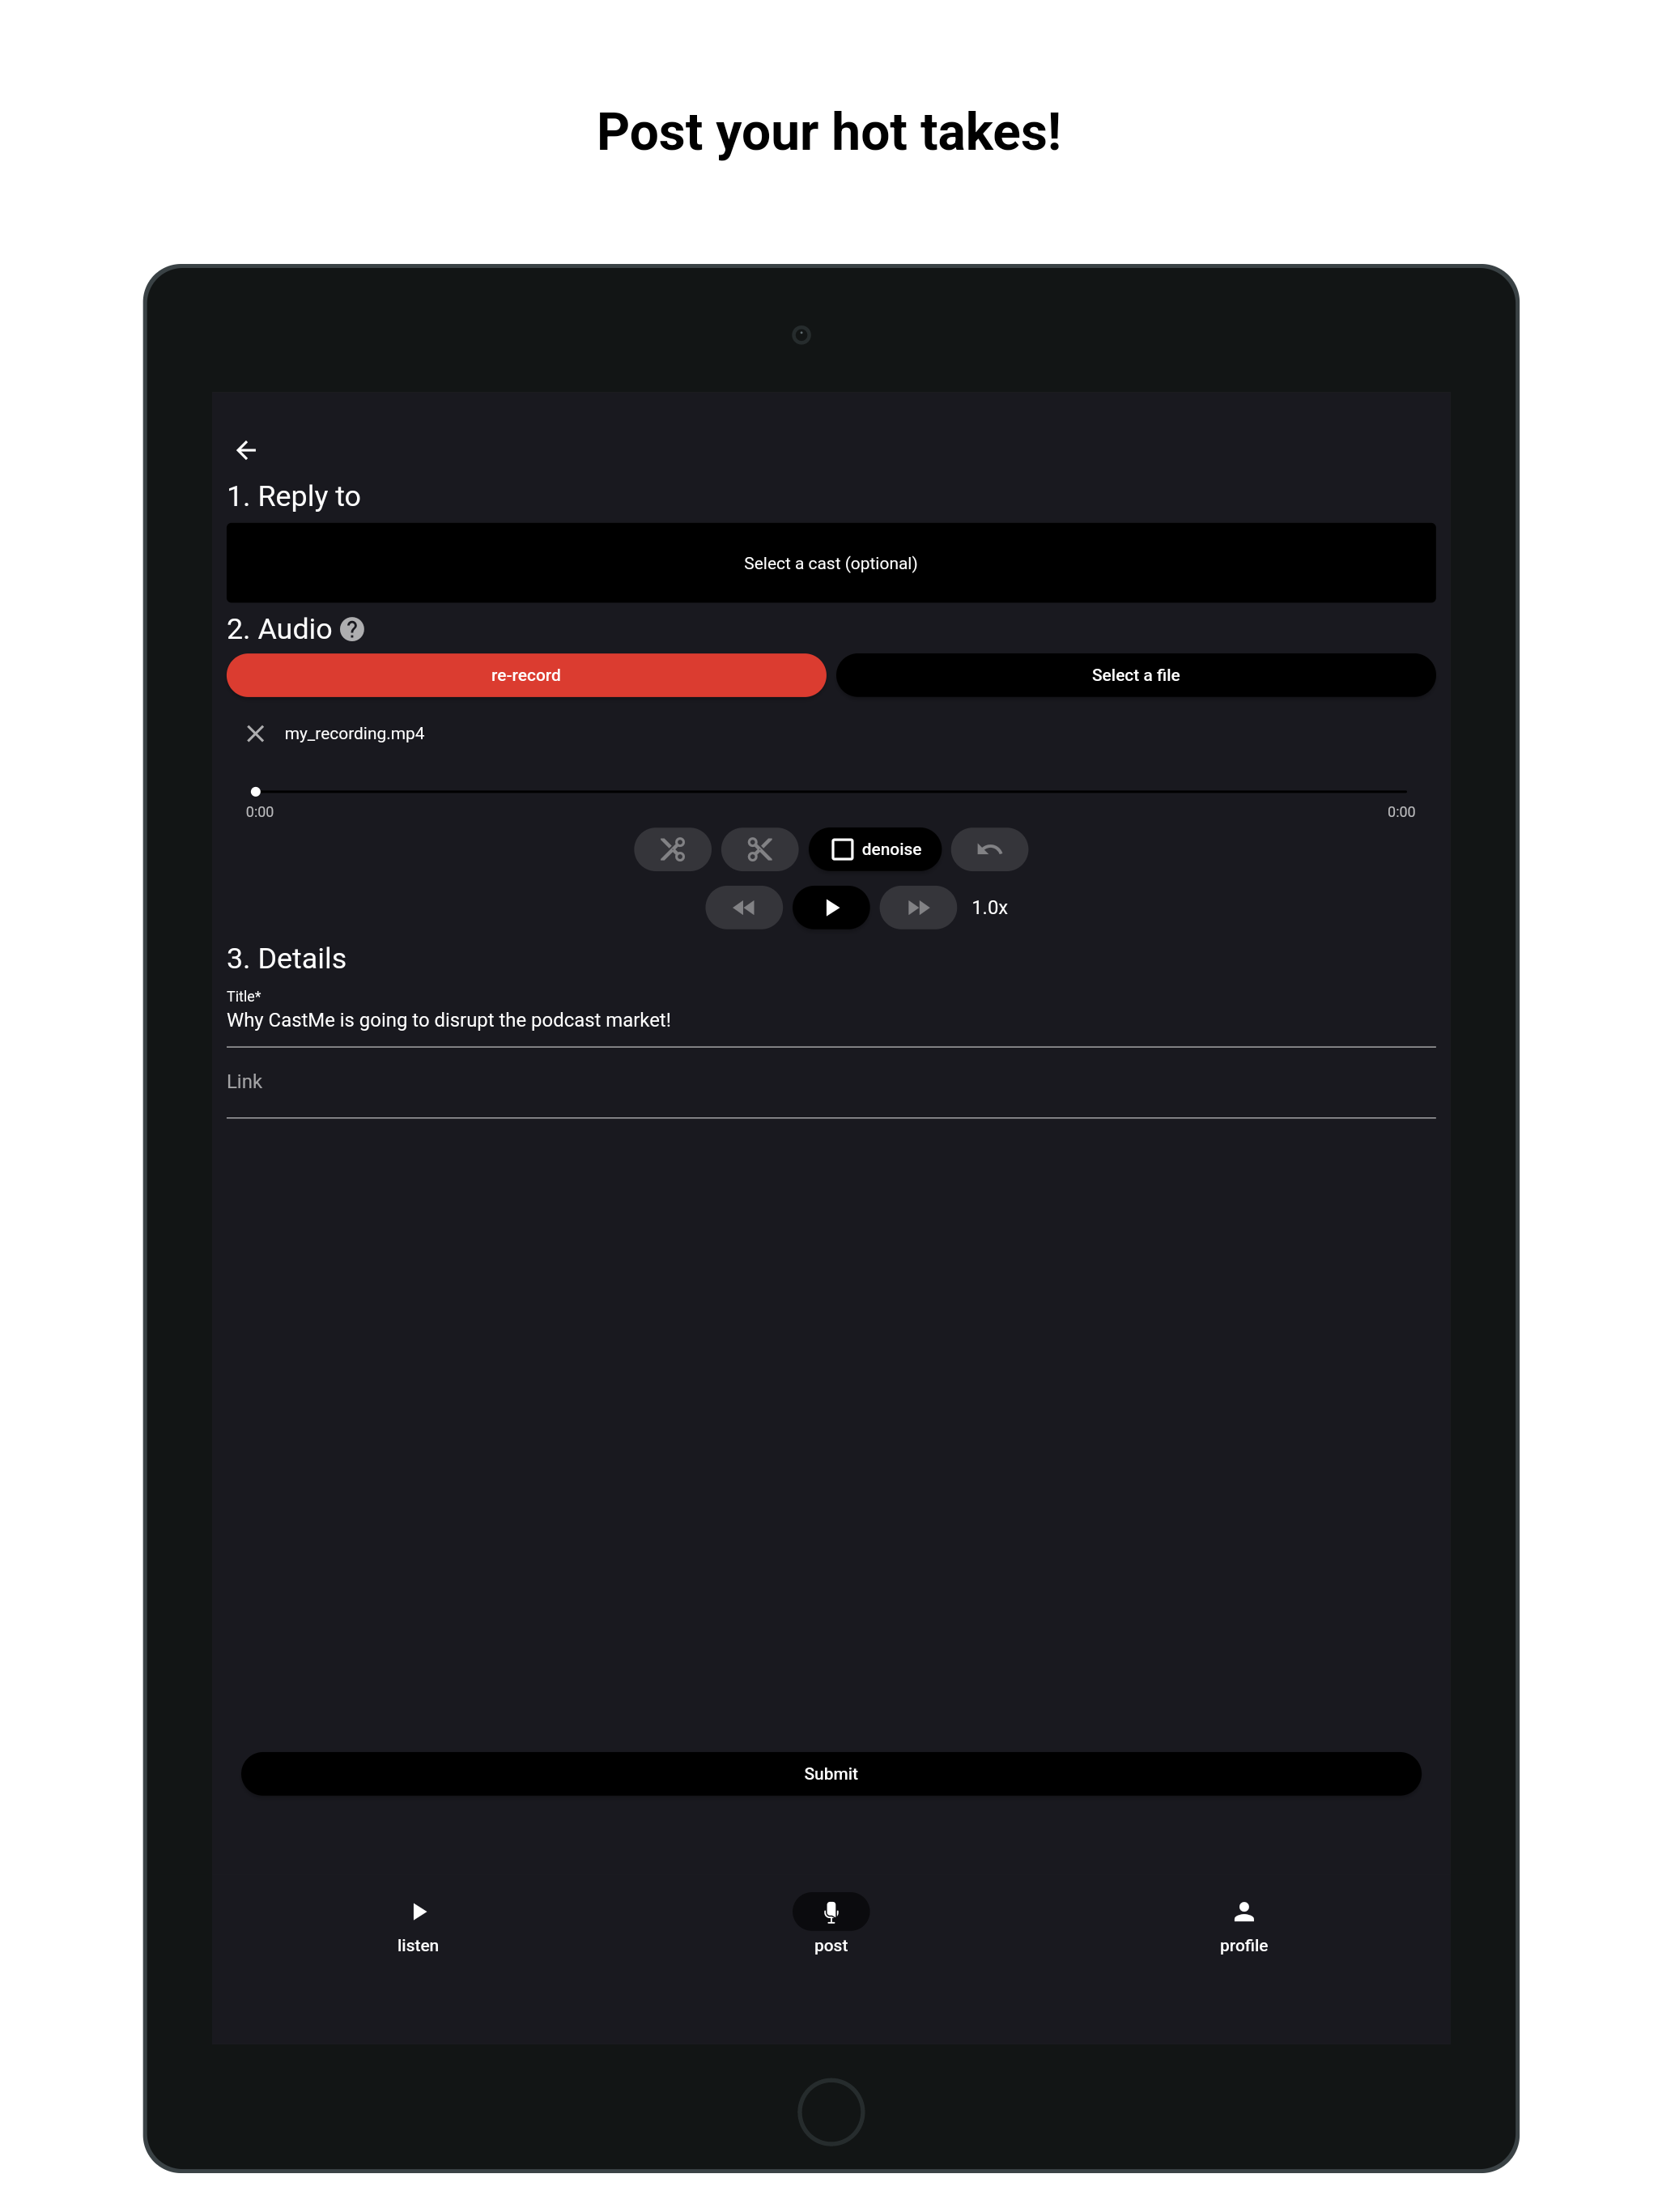 Post your hot takes!
1. Reply to
Select a cast (optional)
2. Audio
re-record
Select a file
my_recording.mp4
0:00
0:00
denoise
1.0x
3. Details
Title*
Why CastMe is going to disrupt the podcast market!
Link
Submit
listen
post
profile